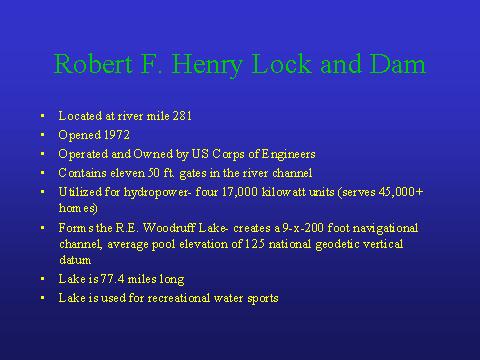 Robert F. Henry Lock and Dam
• Located at river mile 281
• Opened 1972
• Operated and Owned by US Corps of Engineers
• Contains eleven 50 ft. gates in the river channel
• Utilized for hydropower- four 17,000 kilowatt units (serves 45,000+
homes)
• Forms the R.E. Woodruff Lake- creates a 9-x-200 foot navigational
channel, average pool elevation of 125 national geodetic vertical
datum
• Lake is 77.4 miles long
• Lake is used for recreational water sports